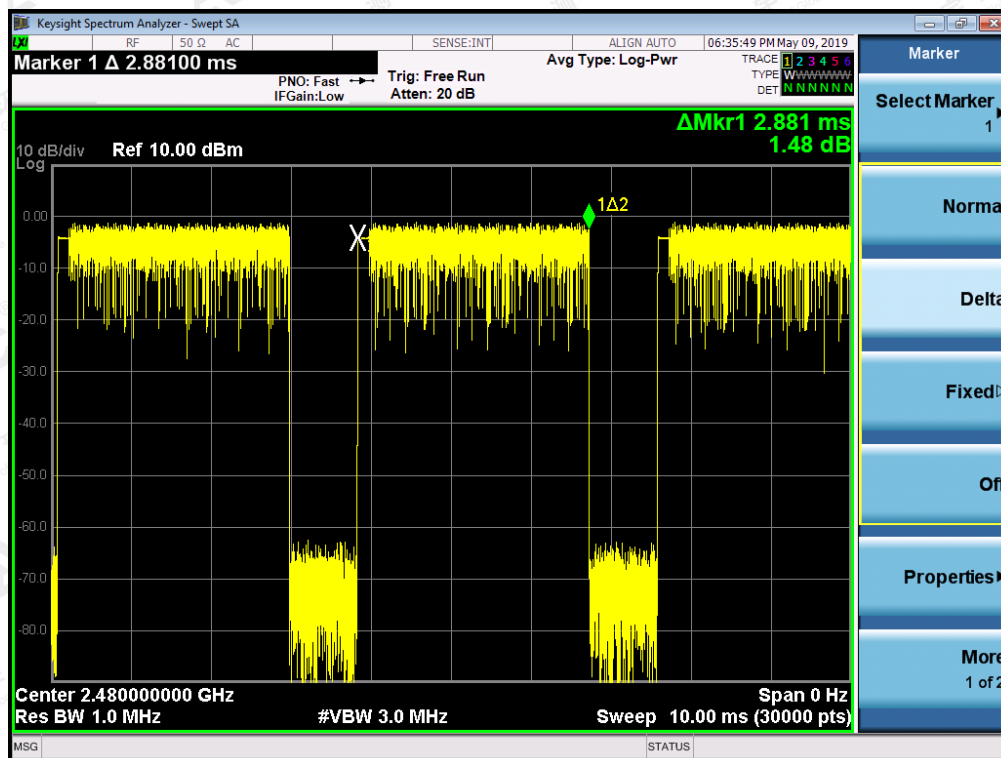 Keysight Spectrum Analyzer - Swept SA
LXI RF 50 Ω AC SENSE:INT ALIGN AUTO 06:35:49 PM May 09, 2019
Marker 1 Δ 2.88100 ms
PNO: Fast
IFGain:Low
Trig: Free Run
Atten: 20 dB
Avg Type: Log-Pwr
TRACE 1 2 3 4 5 6
TYPE WWWWWWW
DET N N N N N N
ΔMkr1 2.881 ms
1.48 dB
10 dB/div Ref 10.00 dBm
Log
1Δ2
0.00
-10.0
-20.0
-30.0
-40.0
-50.0
-60.0
-70.0
-80.0
Center 2.480000000 GHz Span 0 Hz
Res BW 1.0 MHz #VBW 3.0 MHz Sweep 10.00 ms (30000 pts)
MSG STATUS
Marker
Select Marker
1
Norma
Delta
Fixed
Off
Properties
More
1 of 2